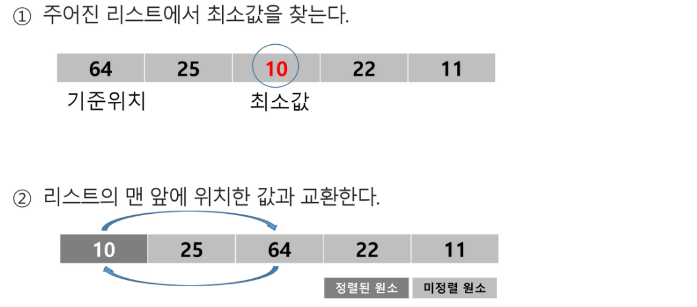 ① 주어진 리스트에서 최소값을 찾는다.
64 25 10 22 11
기준위치 최소값
② 리스트의 맨 앞에 위치한 값과 교환한다.
10 25 64 22 11
정렬된 원소 미정렬 원소